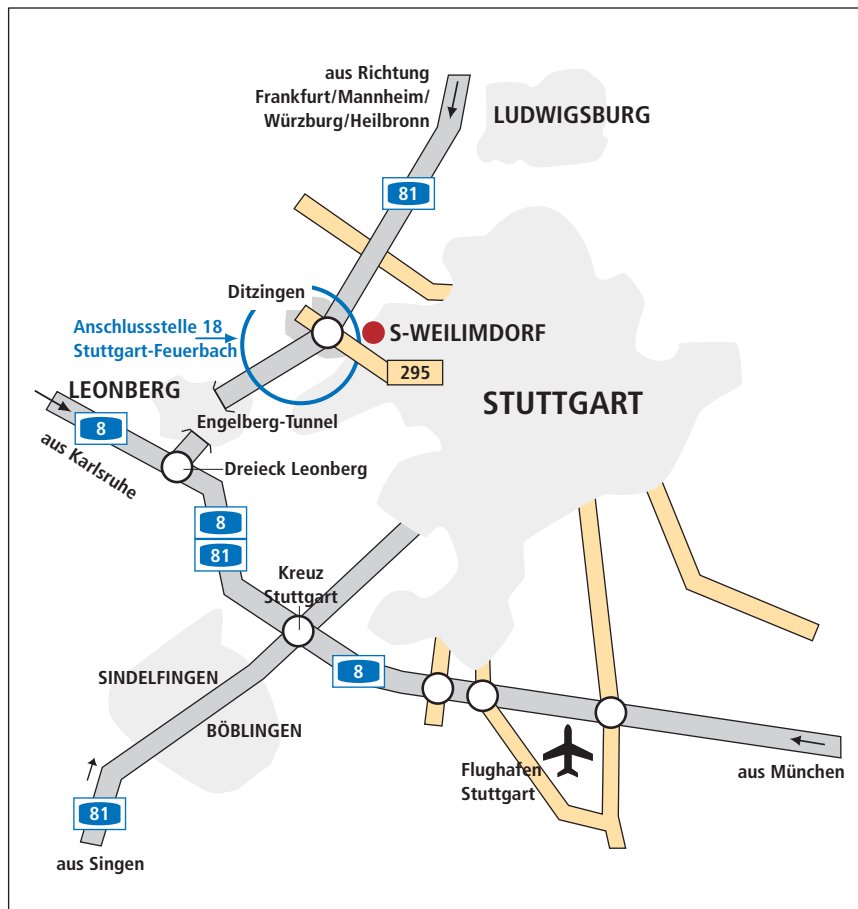 aus Richtung
Frankfurt/Mannheim/
Würzburg/Heilbronn
LUDWIGSBURG
81
Ditzingen
Anschlussstelle 18
Stuttgart-Feuerbach
S-WEILIMDORF
295
LEONBERG
STUTTGART
8
Engelberg-Tunnel
aus Karlsruhe
Dreieck Leonberg
8
81
Kreuz
Stuttgart
8
SINDELFINGEN
BÖBLINGEN
Flughafen
Stuttgart
aus München
81
aus Singen